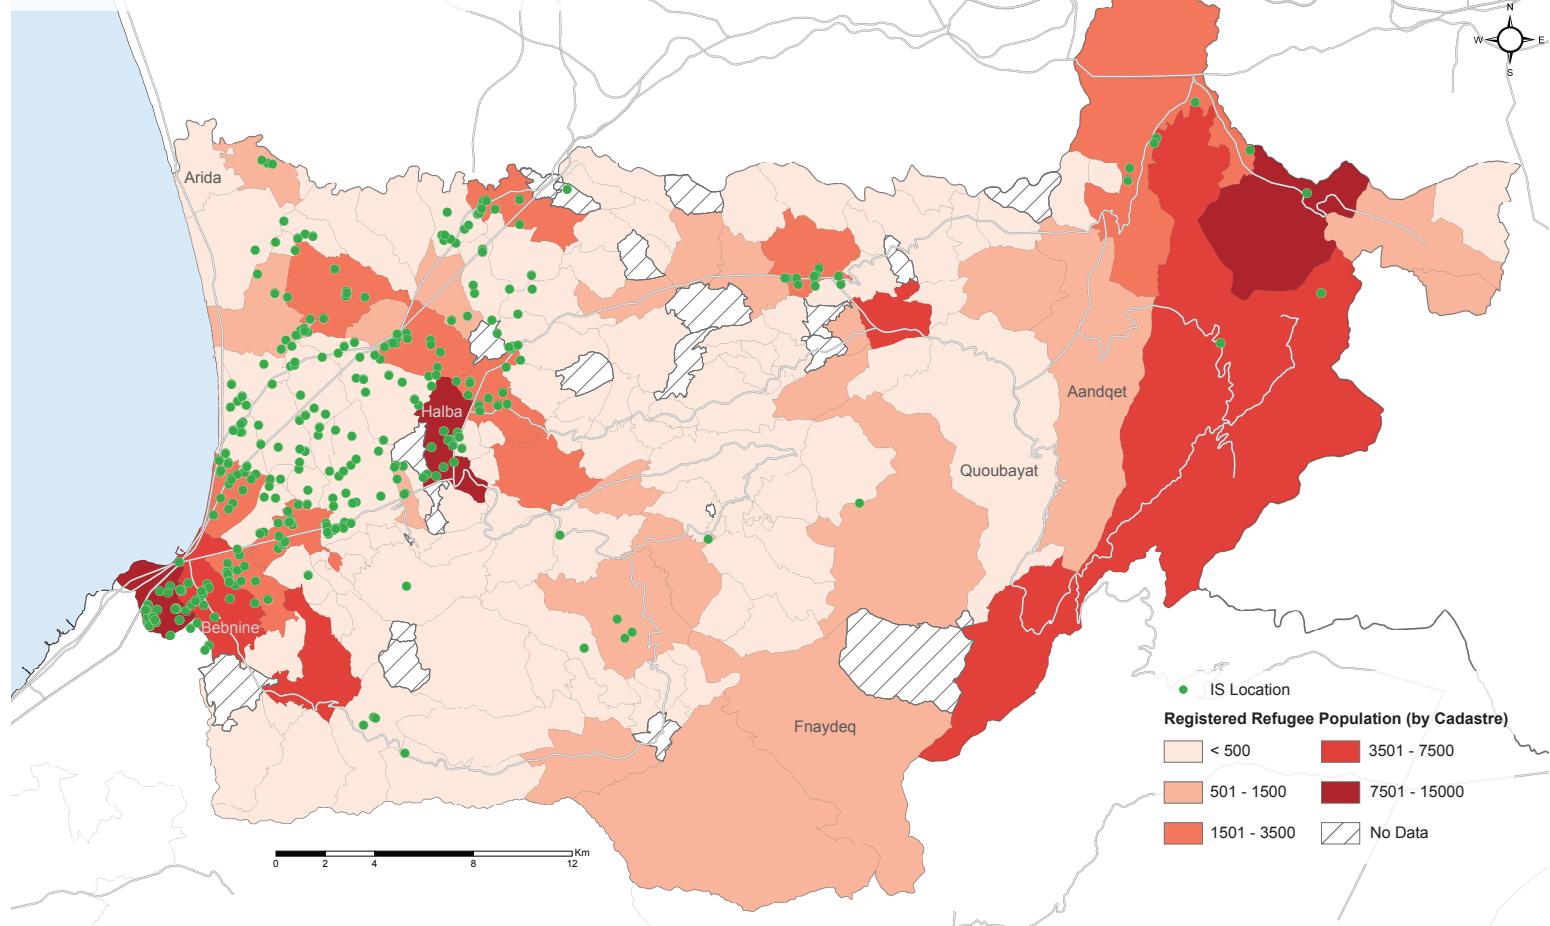 N
W E
S
Arida
Halba
Aandqet
Quoubayat
Bebnine
Fnaydeq
IS Location
Registered Refugee Population (by Cadastre)
< 500
3501 - 7500
501 - 1500
7501 - 15000
1501 - 3500
No Data
Km
0 2 4 8 12